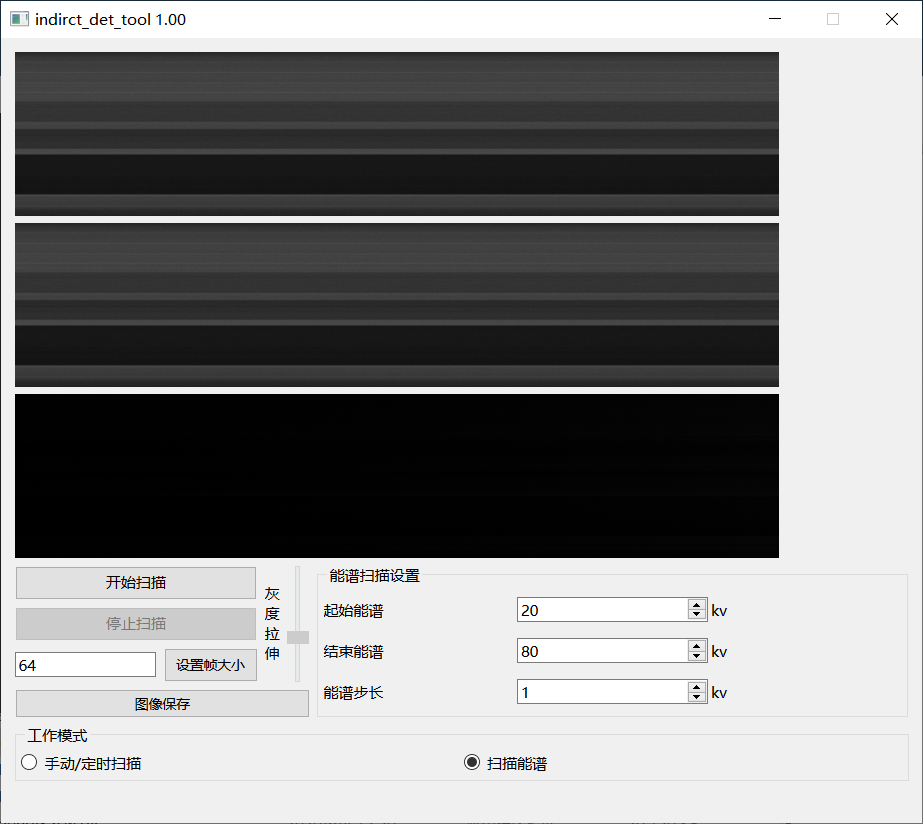 indirct_det_tool 1.00
开始扫描
停止扫描
64
设置帧大小
图像保存
灰
度
拉
伸
能谱扫描设置
起始能谱
20
kv
结束能谱
80
kv
能谱步长
1
kv
工作模式
手动/定时扫描
扫描能谱